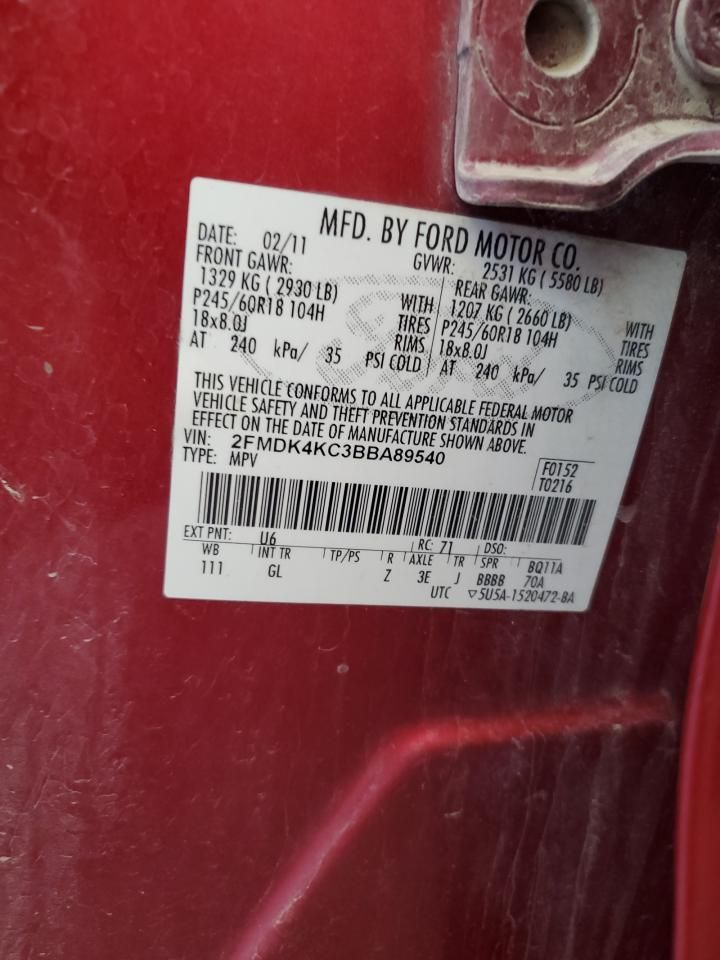 MFD. BY FORD MOTOR CO.
DATE: 02/11 GVWR: 2531 KG ( 5580 LB)
FRONT GAWR: REAR GAWR:
1329 KG ( 2930 LB) WITH 1207 KG ( 2660 LB) WITH
P245/60R18 104H TIRES P245/60R18 104H TIRES
18x8.0J RIMS 18x8.0J RIMS
AT 240 kPa/ 35 PSI COLD AT 240 kPa/ 35 PSI COLD
Ford
THIS VEHICLE CONFORMS TO ALL APPLICABLE FEDERAL MOTOR
VEHICLE SAFETY AND THEFT PREVENTION STANDARDS IN
EFFECT ON THE DATE OF MANUFACTURE SHOWN ABOVE.
VIN: 2FMDK4KC3BBA89540
TYPE: MPV F0152
T0216
EXT PNT: U6 RC: 71 DSO:
WB INT TR TP/PS R AXLE TR SPR BQ11A
111 GL Z 3E J BBBB 70A
UTC ▽5U5A-1520472-BA